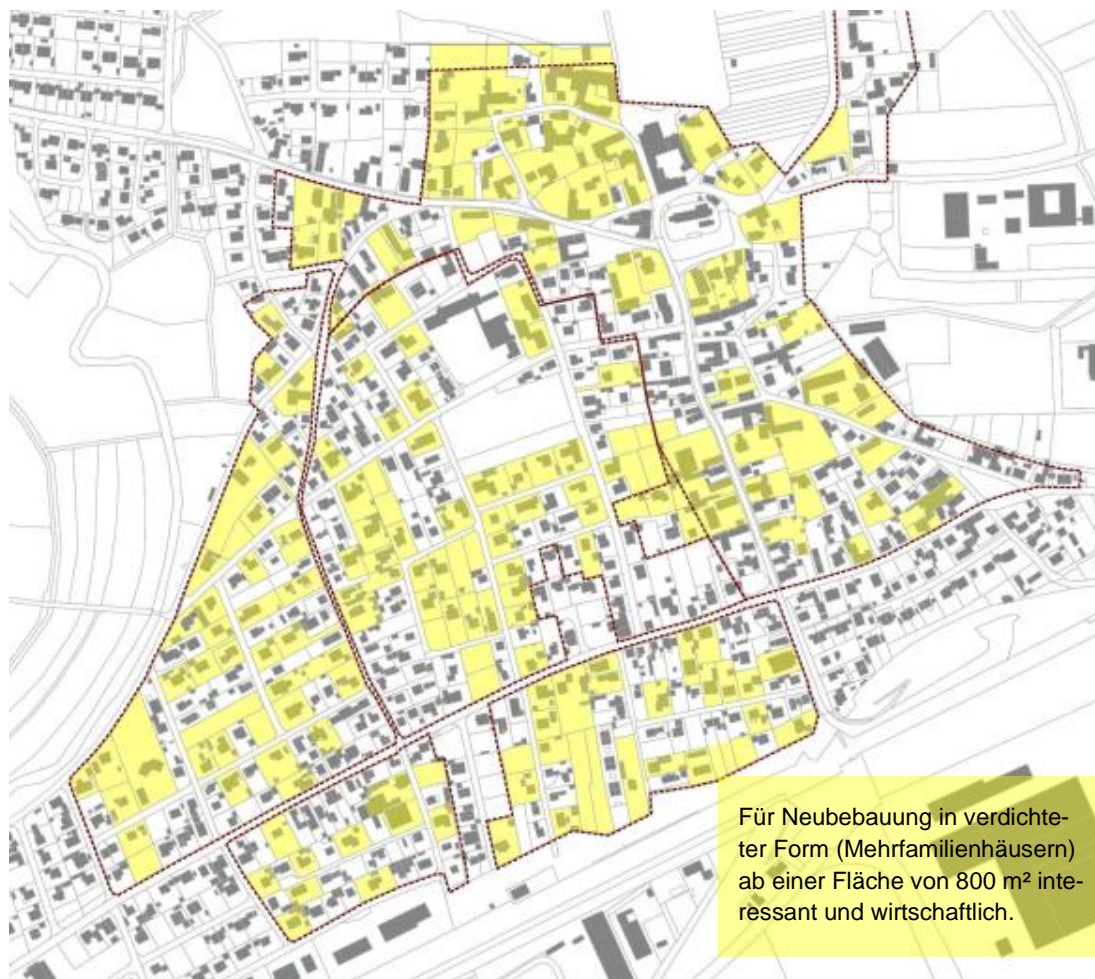 Für Neubebauung in verdichte-
ter Form (Mehrfamilienhäusern)
ab einer Fläche von 800 m² inte-
ressant und wirtschaftlich.